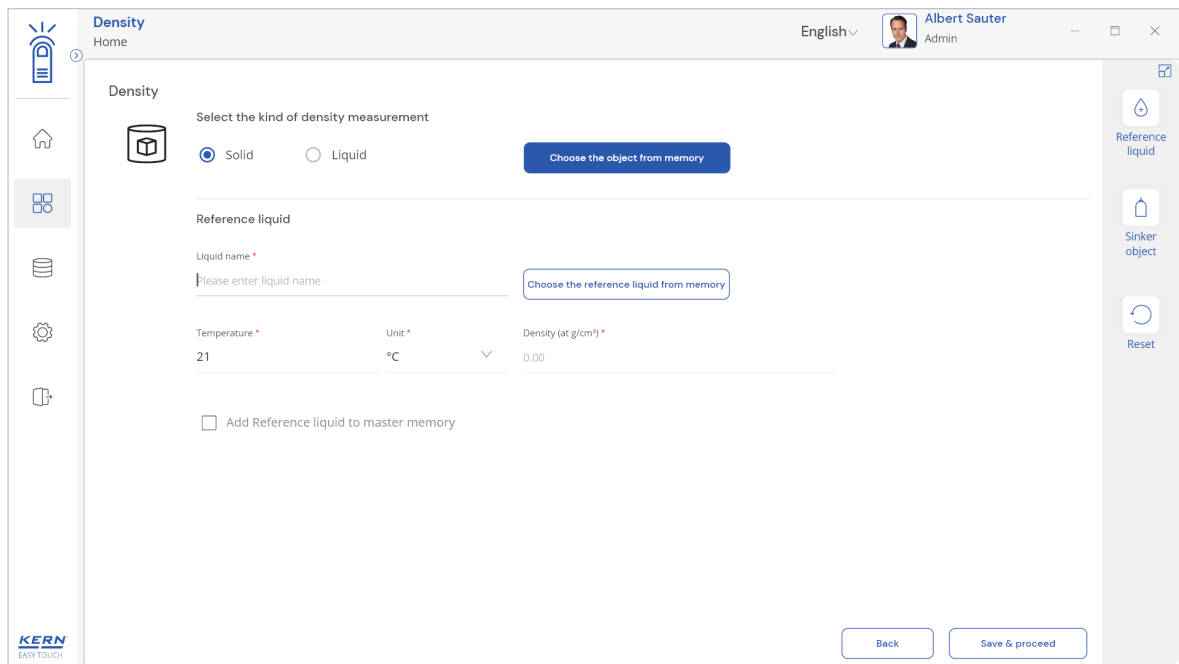 Density
Home
English
Albert Sauter
Admin
Density
Select the kind of density measurement
Solid
Liquid
Choose the object from memory
Reference liquid
Liquid name *
Please enter liquid name
Choose the reference liquid from memory
Temperature *
Unit *
Density (at g/cm³) *
21
°C
0.00
Add Reference liquid to master memory
Back
Save & proceed
Reference
liquid
Sinker
object
Reset
KERN
EASY TOUCH